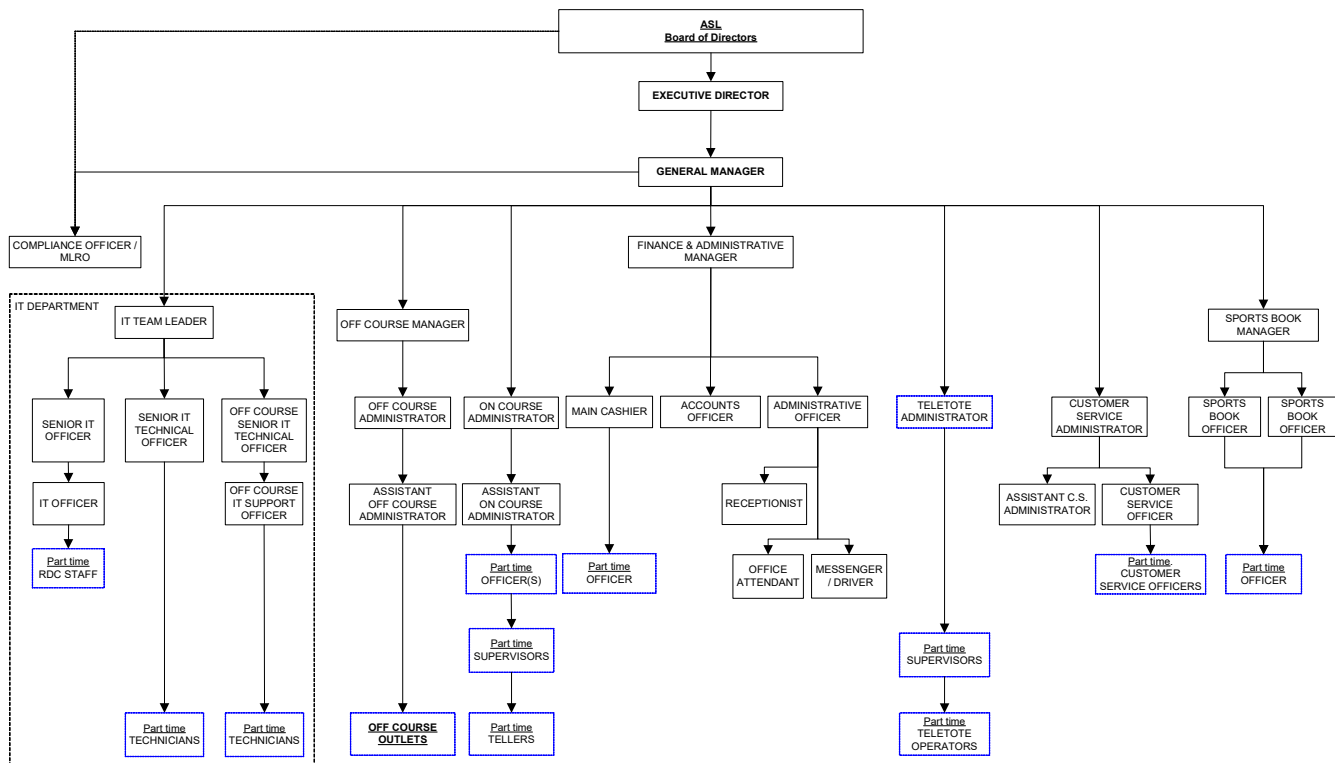 ASL
Board of Directors
EXECUTIVE DIRECTOR
GENERAL MANAGER
COMPLIANCE OFFICER /
MLRO
FINANCE & ADMINISTRATIVE
MANAGER
IT DEPARTMENT
IT TEAM LEADER
OFF COURSE MANAGER
SPORTS BOOK
MANAGER
SENIOR IT
OFFICER
SENIOR IT
TECHNICAL
OFFICER
OFF COURSE
SENIOR IT
TECHNICAL
OFFICER
OFF COURSE
ADMINISTRATOR
ON COURSE
ADMINISTRATOR
MAIN CASHIER
ACCOUNTS
OFFICER
ADMINISTRATIVE
OFFICER
TELETOTE
ADMINISTRATOR
CUSTOMER
SERVICE
ADMINISTRATOR
SPORTS
BOOK
OFFICER
SPORTS
BOOK
OFFICER
IT OFFICER
OFF COURSE
IT SUPPORT
OFFICER
ASSISTANT
OFF COURSE
ADMINISTRATOR
ASSISTANT
ON COURSE
ADMINISTRATOR
RECEPTIONIST
ASSISTANT C.S.
ADMINISTRATOR
CUSTOMER
SERVICE
OFFICER
Part time
RDC STAFF
Part time
OFFICER(S)
Part time
OFFICER
OFFICE
ATTENDANT
MESSENGER
/ DRIVER
Part time.
CUSTOMER
SERVICE OFFICERS
Part time
OFFICER
Part time
SUPERVISORS
Part time
SUPERVISORS
Part time
TECHNICIANS
Part time
TECHNICIANS
OFF COURSE
OUTLETS
Part time
TELLERS
Part time
TELETOTE
OPERATORS